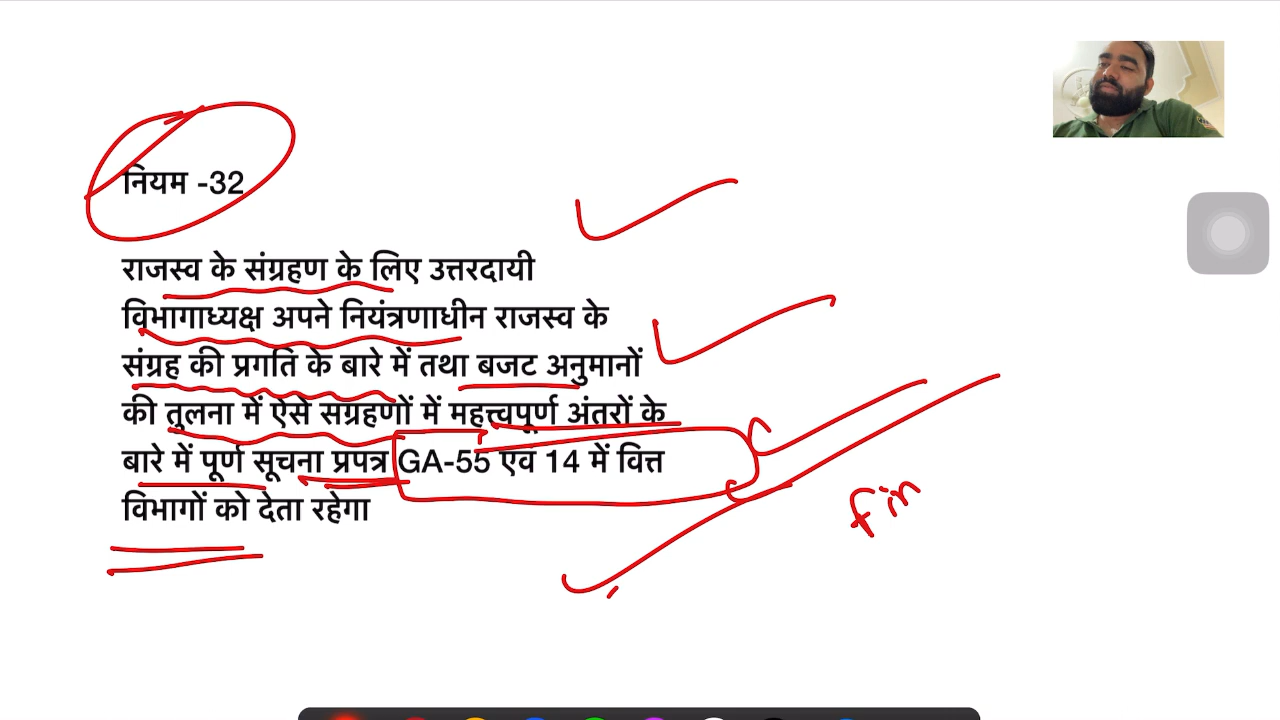 नियम -32
राजस्व के संग्रहण के लिए उत्तरदायी
विभागाध्यक्ष अपने नियंत्रणाधीन राजस्व के
संग्रह की प्रगति के बारे में तथा बजट अनुमानों
की तुलना में ऐसे सग्रहणों में महत्त्वपूर्ण अंतरों के
बारे में पूर्ण सूचना प्रपत्र GA-55 एव 14 में वित्त
विभागों को देता रहेगा
fin